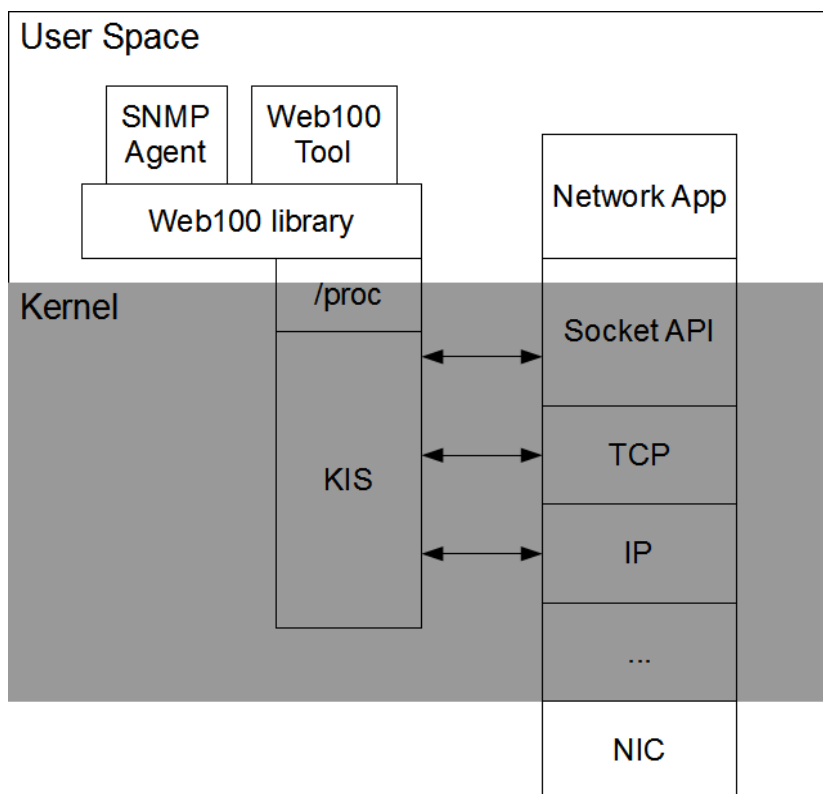 User Space
SNMP
Agent
Web100
Tool
Web100 library
Network App
Kernel
/proc
Socket API
KIS
TCP
IP
...
NIC